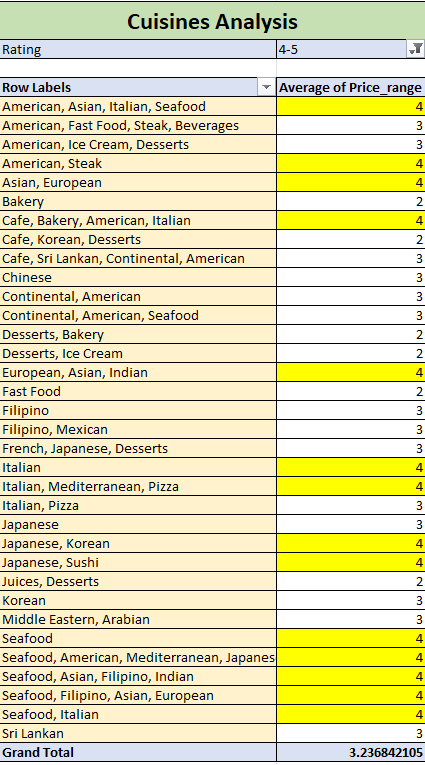 Cuisines Analysis
Rating 4-5
Row Labels Average of Price_range
American, Asian, Italian, Seafood 4
American, Fast Food, Steak, Beverages 3
American, Ice Cream, Desserts 3
American, Steak 4
Asian, European 4
Bakery 2
Cafe, Bakery, American, Italian 4
Cafe, Korean, Desserts 2
Cafe, Sri Lankan, Continental, American 3
Chinese 3
Continental, American 3
Continental, American, Seafood 3
Desserts, Bakery 2
Desserts, Ice Cream 2
European, Asian, Indian 4
Fast Food 2
Filipino 3
Filipino, Mexican 3
French, Japanese, Desserts 3
Italian 4
Italian, Mediterranean, Pizza 4
Italian, Pizza 3
Japanese 3
Japanese, Korean 4
Japanese, Sushi 4
Juices, Desserts 2
Korean 3
Middle Eastern, Arabian 3
Seafood 4
Seafood, American, Mediterranean, Japanes 4
Seafood, Asian, Filipino, Indian 4
Seafood, Filipino, Asian, European 4
Seafood, Italian 4
Sri Lankan 3
Grand Total 3.236842105